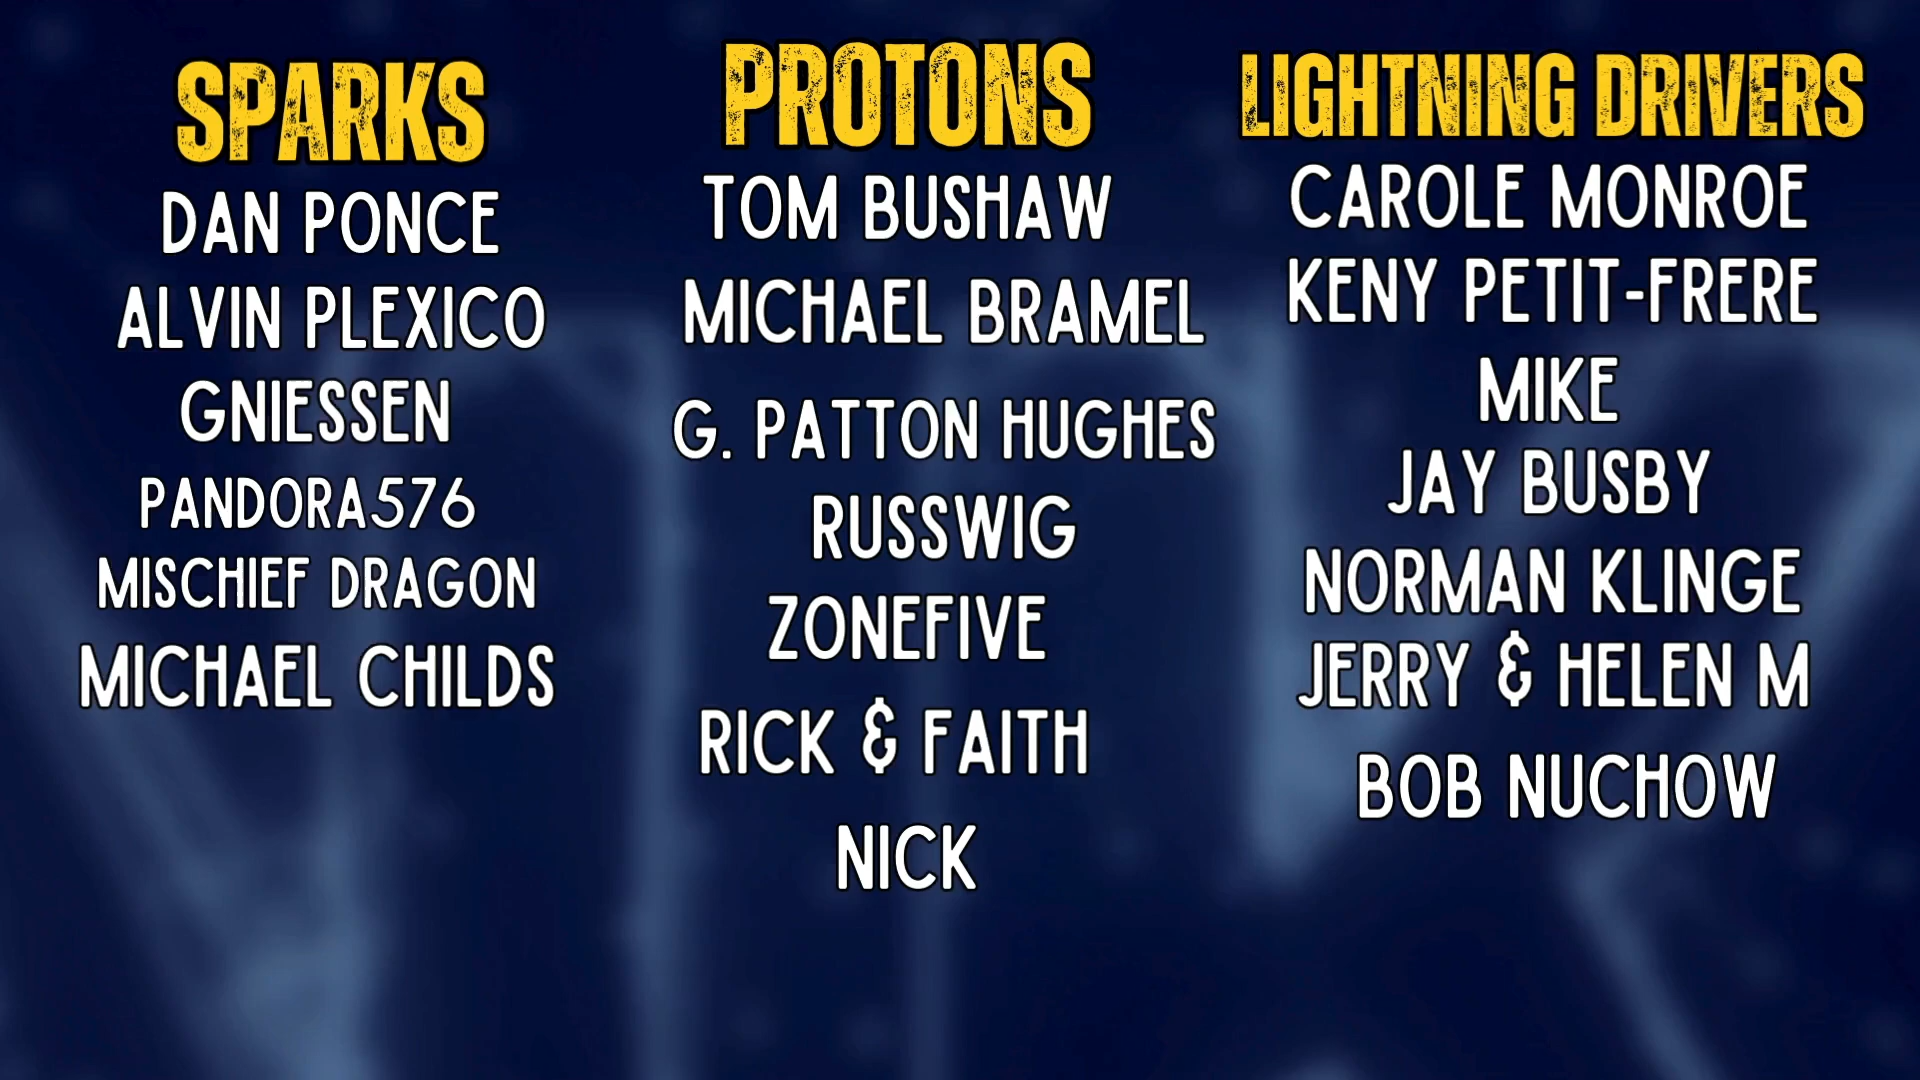 SPARKS
DAN PONCE
ALVIN PLEXICO
GNIESSEN
PANDORA576
MISCHIEF DRAGON
MICHAEL CHILDS
PROTONS
TOM BUSHAW
MICHAEL BRAMEL
G. PATTON HUGHES
RUSSWIG
ZONEFIVE
RICK & FAITH
NICK
LIGHTNING DRIVERS
CAROLE MONROE
KENY PETIT-FRERE
MIKE
JAY BUSBY
NORMAN KLINGE
JERRY & HELEN M
BOB NUCHOW